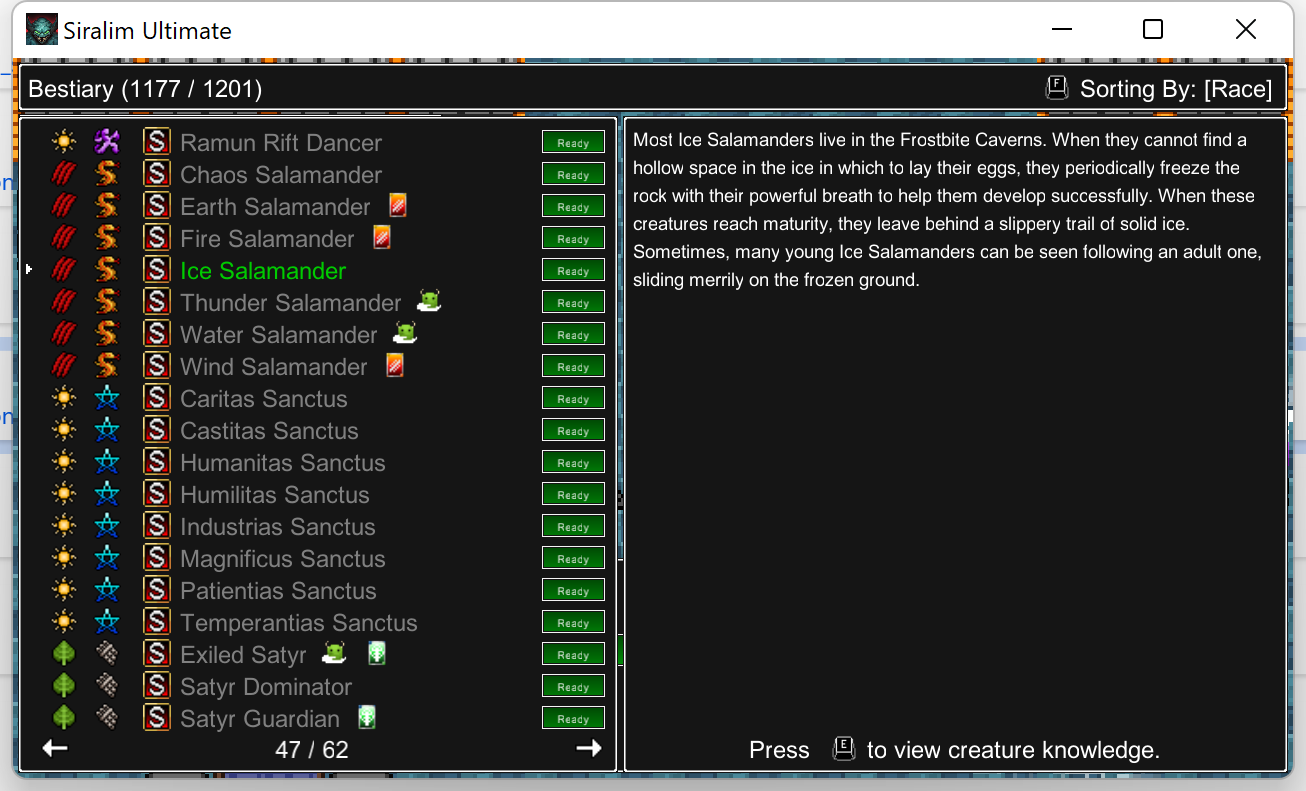 Siralim Ultimate
Bestiary (1177 / 1201)
F Sorting By: [Race]
S Ramun Rift Dancer Ready
S Chaos Salamander Ready
S Earth Salamander Ready
S Fire Salamander Ready
S Ice Salamander Ready
S Thunder Salamander Ready
S Water Salamander Ready
S Wind Salamander Ready
S Caritas Sanctus Ready
S Castitas Sanctus Ready
S Humanitas Sanctus Ready
S Humilitas Sanctus Ready
S Industrias Sanctus Ready
S Magnificus Sanctus Ready
S Patientias Sanctus Ready
S Temperantias Sanctus Ready
S Exiled Satyr Ready
S Satyr Dominator Ready
S Satyr Guardian Ready
47 / 62
Most Ice Salamanders live in the Frostbite Caverns. When they cannot find a
hollow space in the ice in which to lay their eggs, they periodically freeze the
rock with their powerful breath to help them develop successfully. When these
creatures reach maturity, they leave behind a slippery trail of solid ice.
Sometimes, many young Ice Salamanders can be seen following an adult one,
sliding merrily on the frozen ground.
Press E to view creature knowledge.